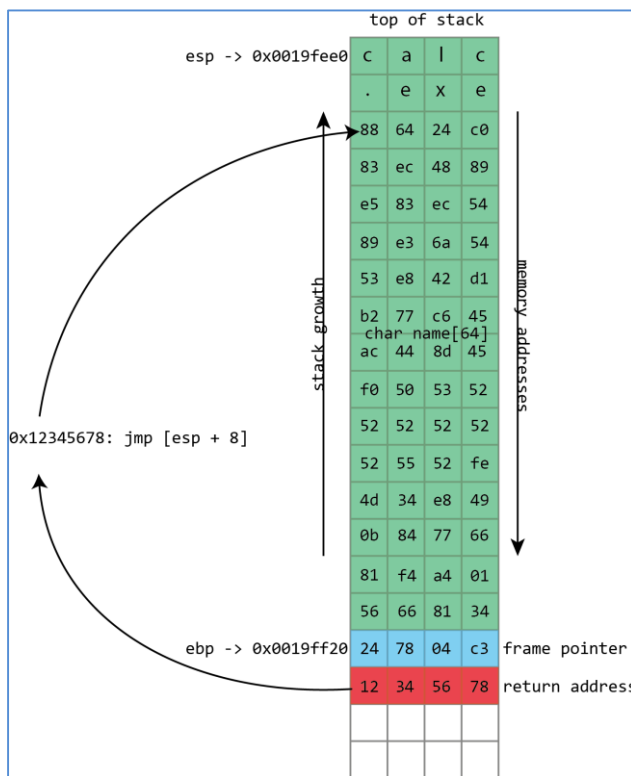 top of stack
esp -> 0x0019fee0 c a l c
. e x e
88 64 24 c0
83 ec 48 89
e5 83 ec 54
89 e3 6a 54
53 e8 42 d1
b2 77 c6 45
char name[64]
ac 44 8d 45
f0 50 53 52
52 52 52 52
52 55 52 fe
4d 34 e8 49
0b 84 77 66
81 f4 a4 01
56 66 81 34
ebp -> 0x0019ff20 24 78 04 c3 frame pointer
12 34 56 78 return address
stack growth
memory addresses
0x12345678: jmp [esp + 8]